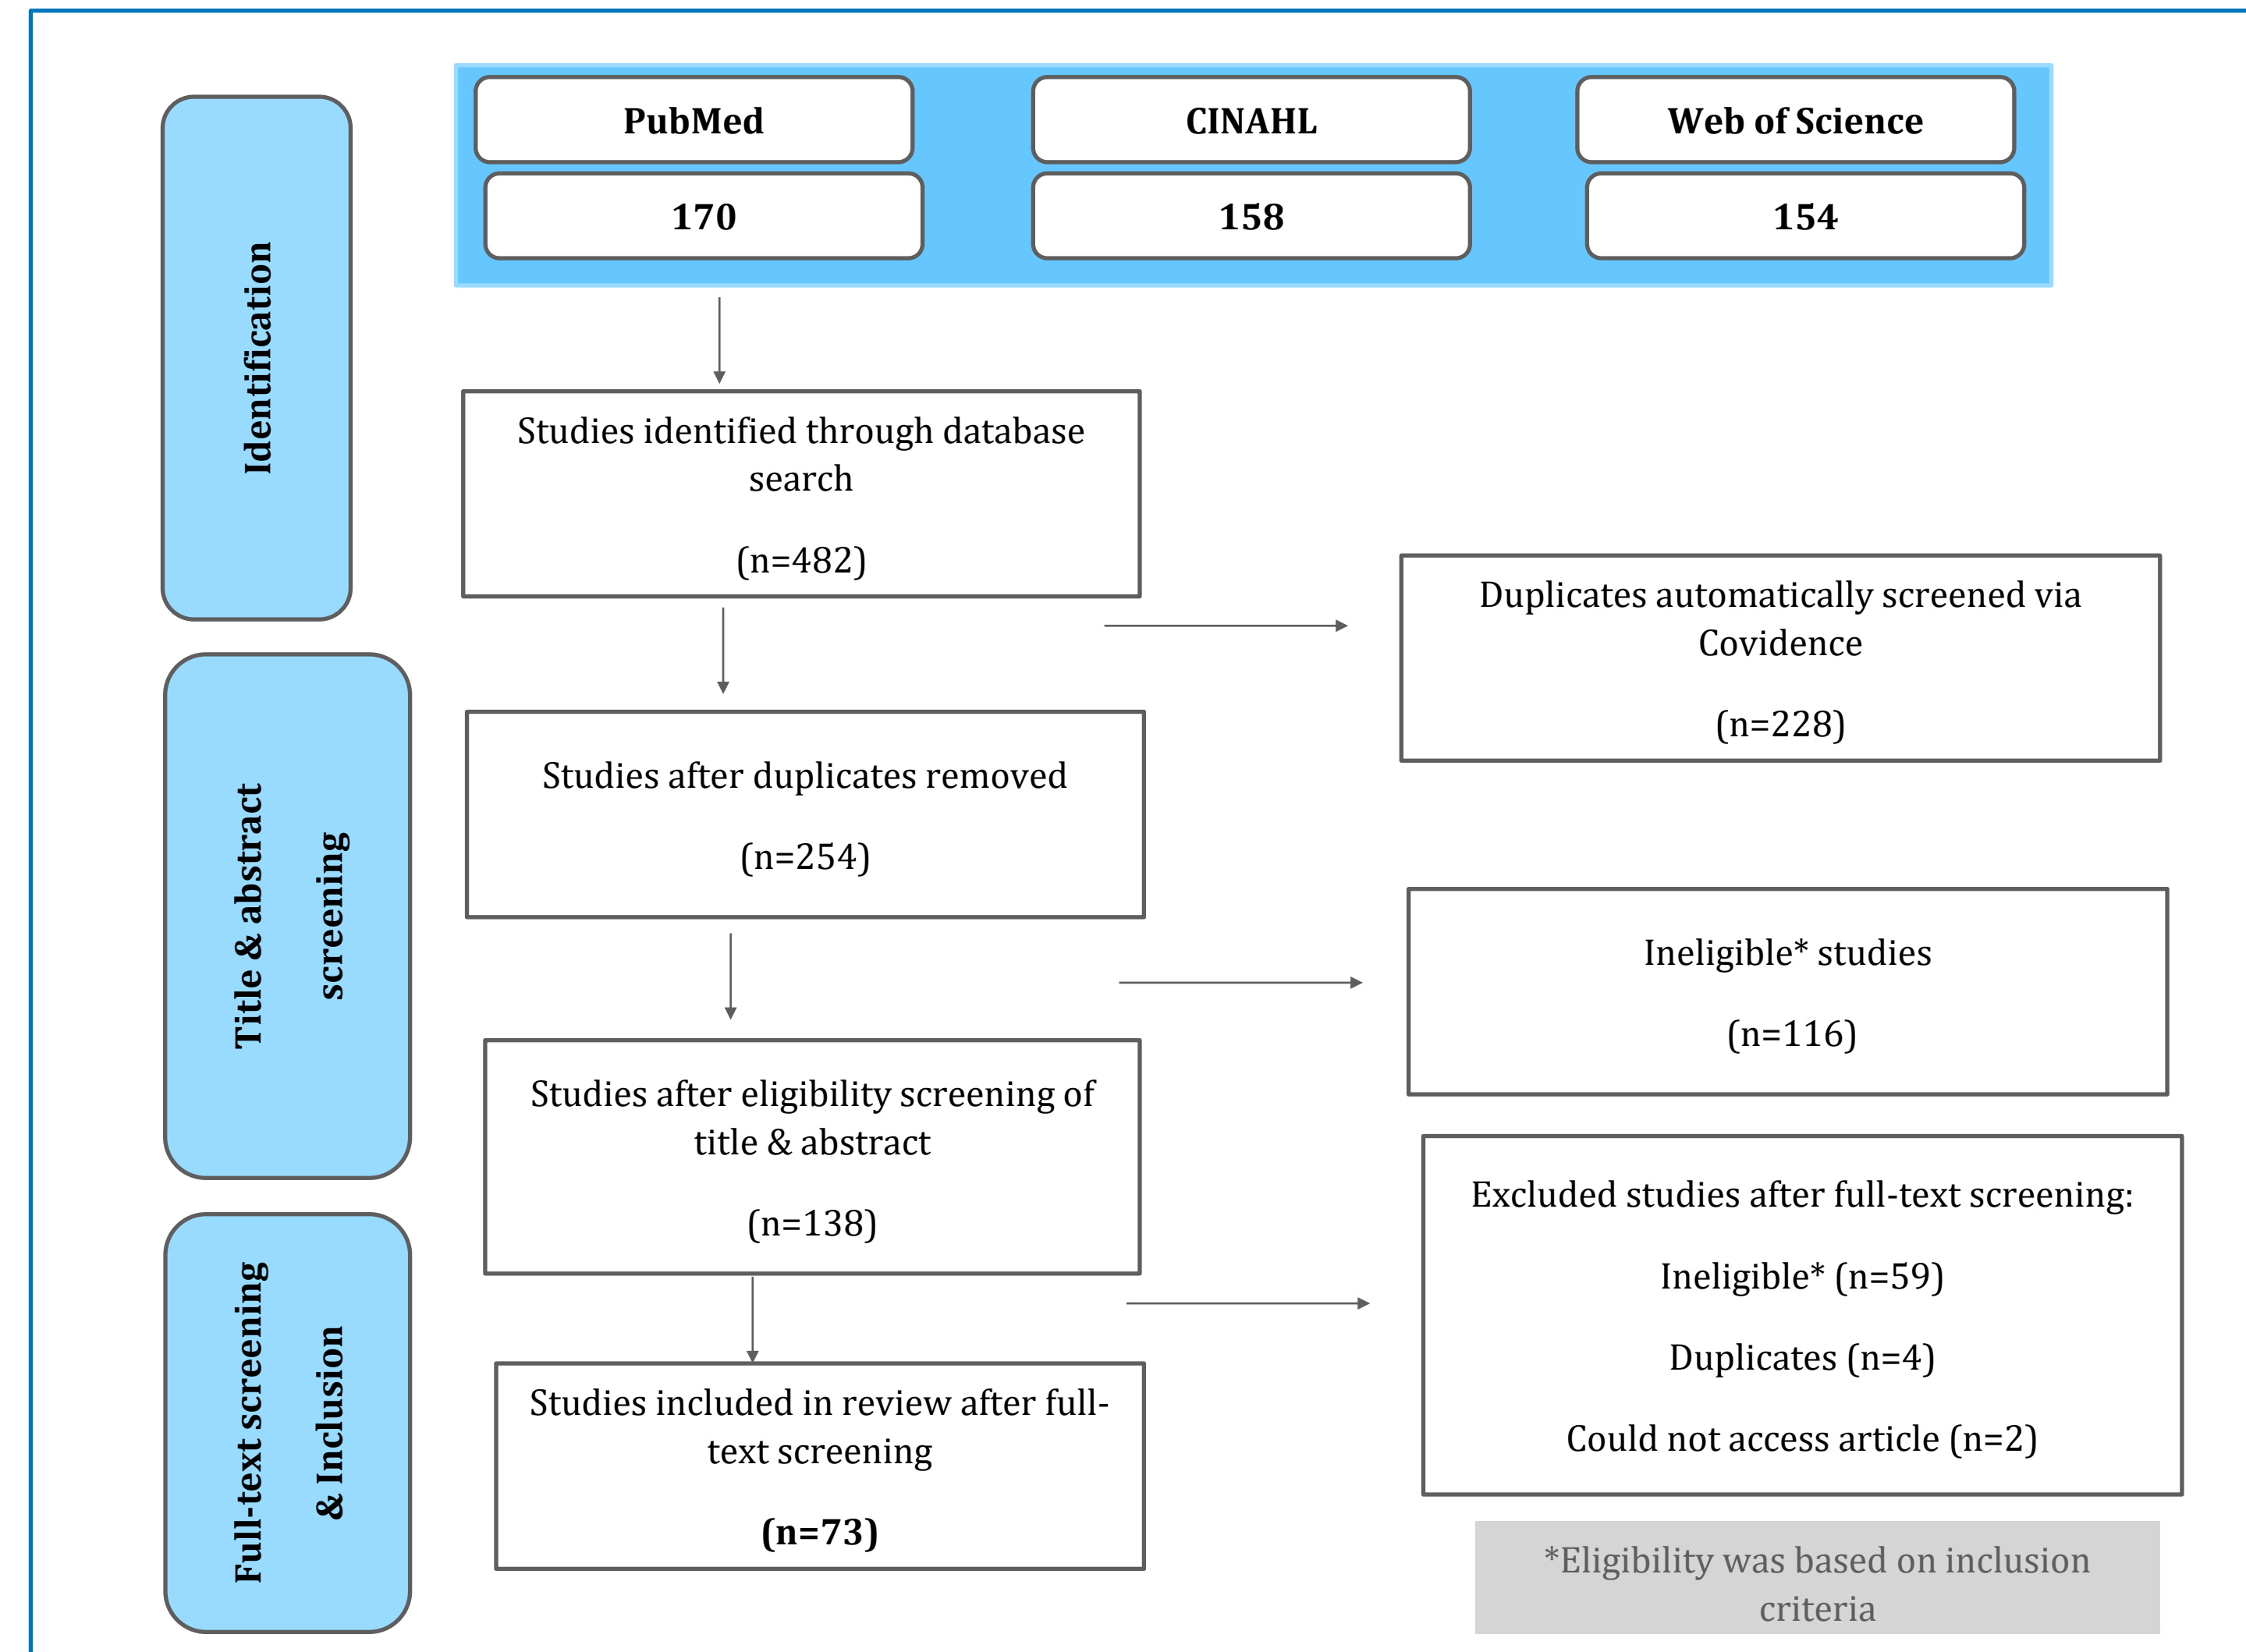 Identification
PubMed
CINAHL
Web of Science
170
158
154
Studies identified through database
search
(n=482)
Duplicates automatically screened via
Covidence
(n=228)
Title & abstract
screening
Studies after duplicates removed
(n=254)
Ineligible* studies
(n=116)
Studies after eligibility screening of
title & abstract
(n=138)
Full-text screening
& Inclusion
Excluded studies after full-text screening:
Ineligible* (n=59)
Duplicates (n=4)
Could not access article (n=2)
Studies included in review after full-
text screening
(n=73)
*Eligibility was based on inclusion
criteria